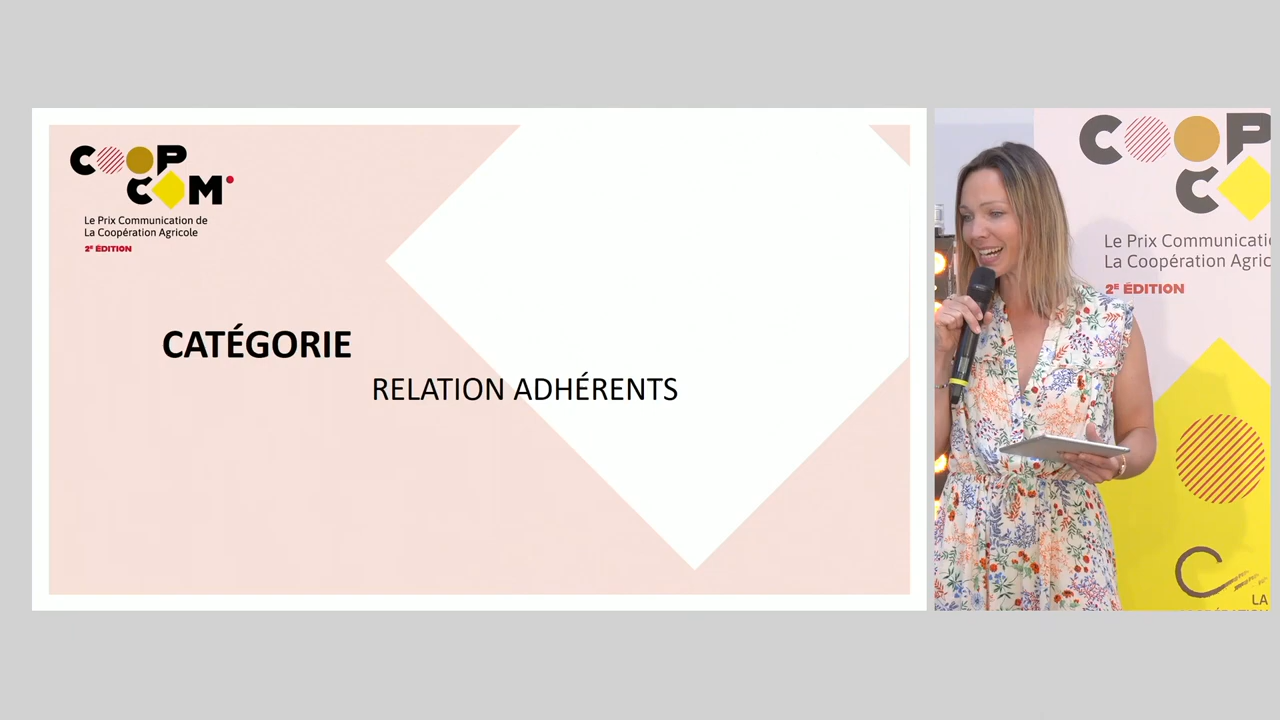 COOP
COM
Le Prix Communication de
La Coopération Agricole
2E ÉDITION
CATÉGORIE
RELATION ADHÉRENTS
COOP
CO
Le Prix Communicati
La Coopération Agric
2E ÉDITION
LA